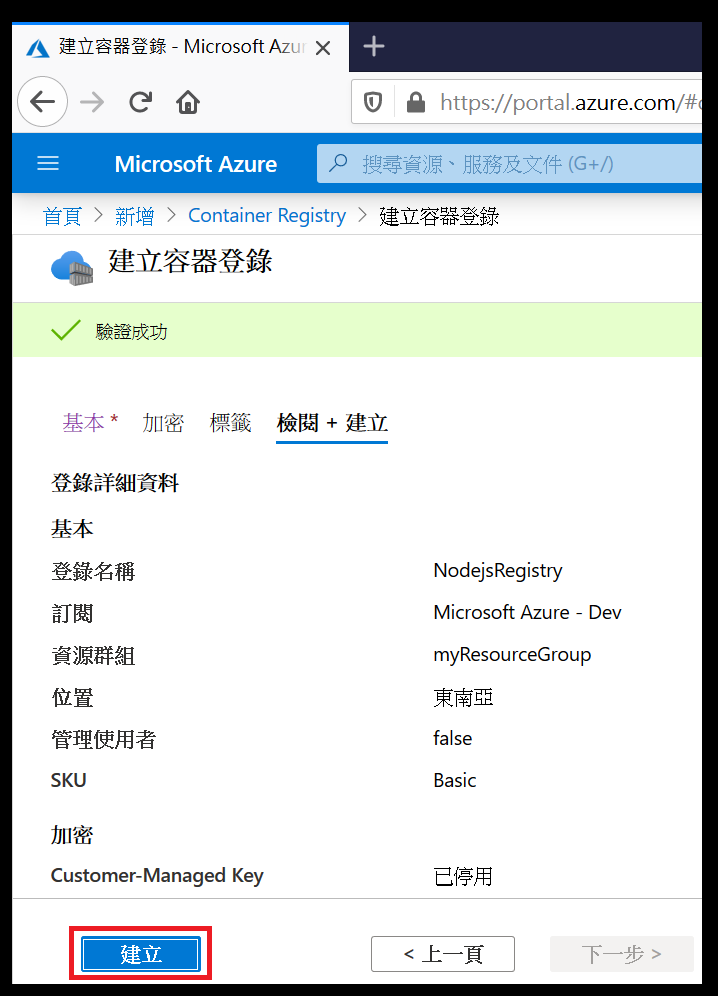 建立容器登錄 - Microsoft Azur
https://portal.azure.com/#
Microsoft Azure
搜尋資源、服務及文件 (G+/)
首頁 > 新增 > Container Registry > 建立容器登錄
建立容器登錄
驗證成功
基本 * 加密 標籤 檢閱 + 建立
登錄詳細資料
基本
登錄名稱 NodejsRegistry
訂閱 Microsoft Azure - Dev
資源群組 myResourceGroup
位置 東南亞
管理使用者 false
SKU Basic
加密
Customer-Managed Key 已停用
建立 < 上一頁 下一步 >